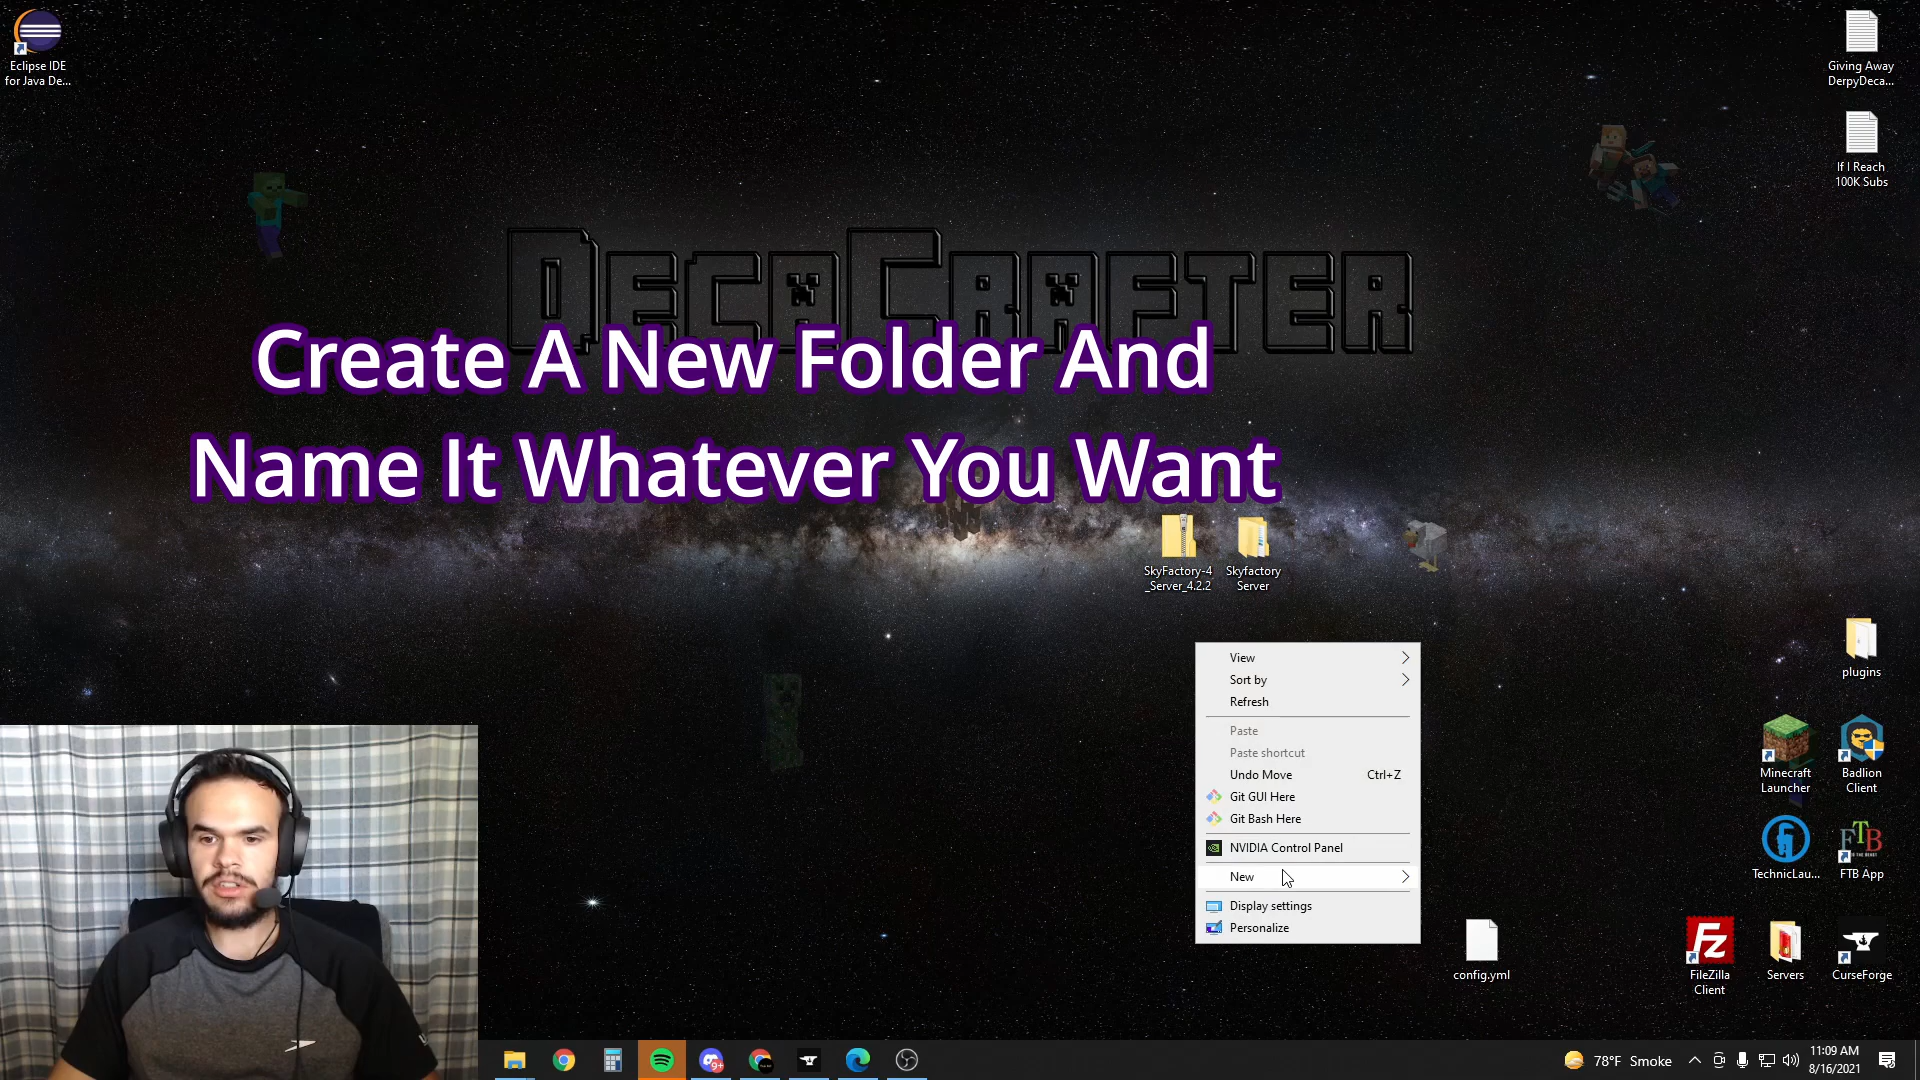 Eclipse IDE
for Java De...
Giving Away
DerpyDeca...
If I Reach
100K Subs
DecaCrafter
Create A New Folder And
Name It Whatever You Want
SkyFactory-4
_Server_4.2.2
Skyfactory
Server
View
Sort by
Refresh
Paste
Paste shortcut
Undo Move Ctrl+Z
Git GUI Here
Git Bash Here
NVIDIA Control Panel
New
Display settings
Personalize
plugins
Minecraft
Launcher
Badlion
Client
TechnicLau...
FTB
FTB App
config.yml
Fz
FileZilla
Client
Servers
CurseForge
9+
78°F Smoke
11:09 AM
8/16/2021